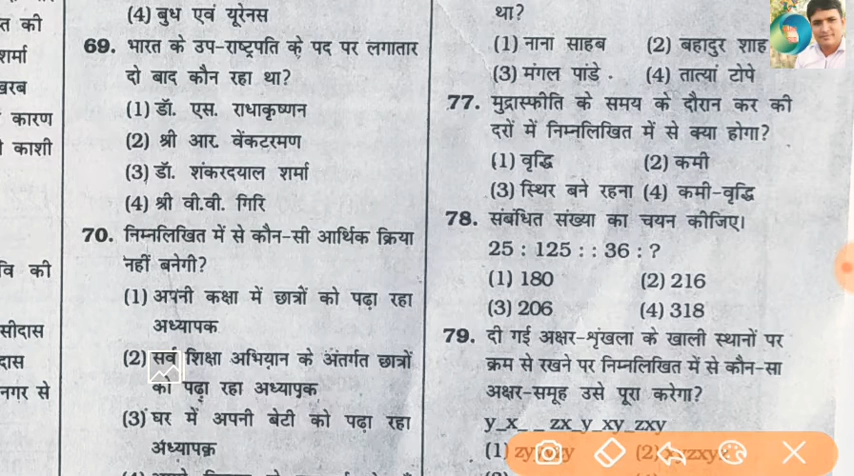 त की
शर्मा
खरब
कारण
काशी
वि की
सीदास
दास
नगर से
(4) बुध एवं यूरेनस
69. भारत के उप-राष्ट्रपति के पद पर लगातार
दो बाद कौन रहा था?
(1) डॉ. एस. राधाकृष्णन
(2) श्री आर. वेंकटरमण
(3) डॉ. शंकरदयाल शर्मा
(4) श्री वी.वी. गिरि
70. निम्नलिखित में से कौन-सी आर्थिक क्रिया
नहीं बनेगी?
(1) अपनी कक्षा में छात्रों को पढ़ा रहा
अध्यापक
(2) सर्व शिक्षा अभियान के अंतर्गत छात्रों
को पढ़ा रहा अध्यापक
(3) घर में अपनी बेटी को पढ़ा रहा
अध्यापक
था?
(1) नाना साहब (2) बहादुर शाह
(3) मंगल पांडे (4) तात्यां टोपे
77. मुद्रास्फीति के समय के दौरान कर की
दरों में निम्नलिखित में से क्या होगा?
(1) वृद्धि (2) कमी
(3) स्थिर बने रहना (4) कमी-वृद्धि
78. संबंधित संख्या का चयन कीजिए।
25 : 125 : : 36 : ?
(1) 180 (2) 216
(3) 206 (4) 318
79. दी गई अक्षर-शृंखला के खाली स्थानों पर
क्रम से रखने पर निम्नलिखित में से कौन-सा
अक्षर-समूह उसे पूरा करेगा?
y_x_ _ zx_y_xy_zxy
(1)
(2)